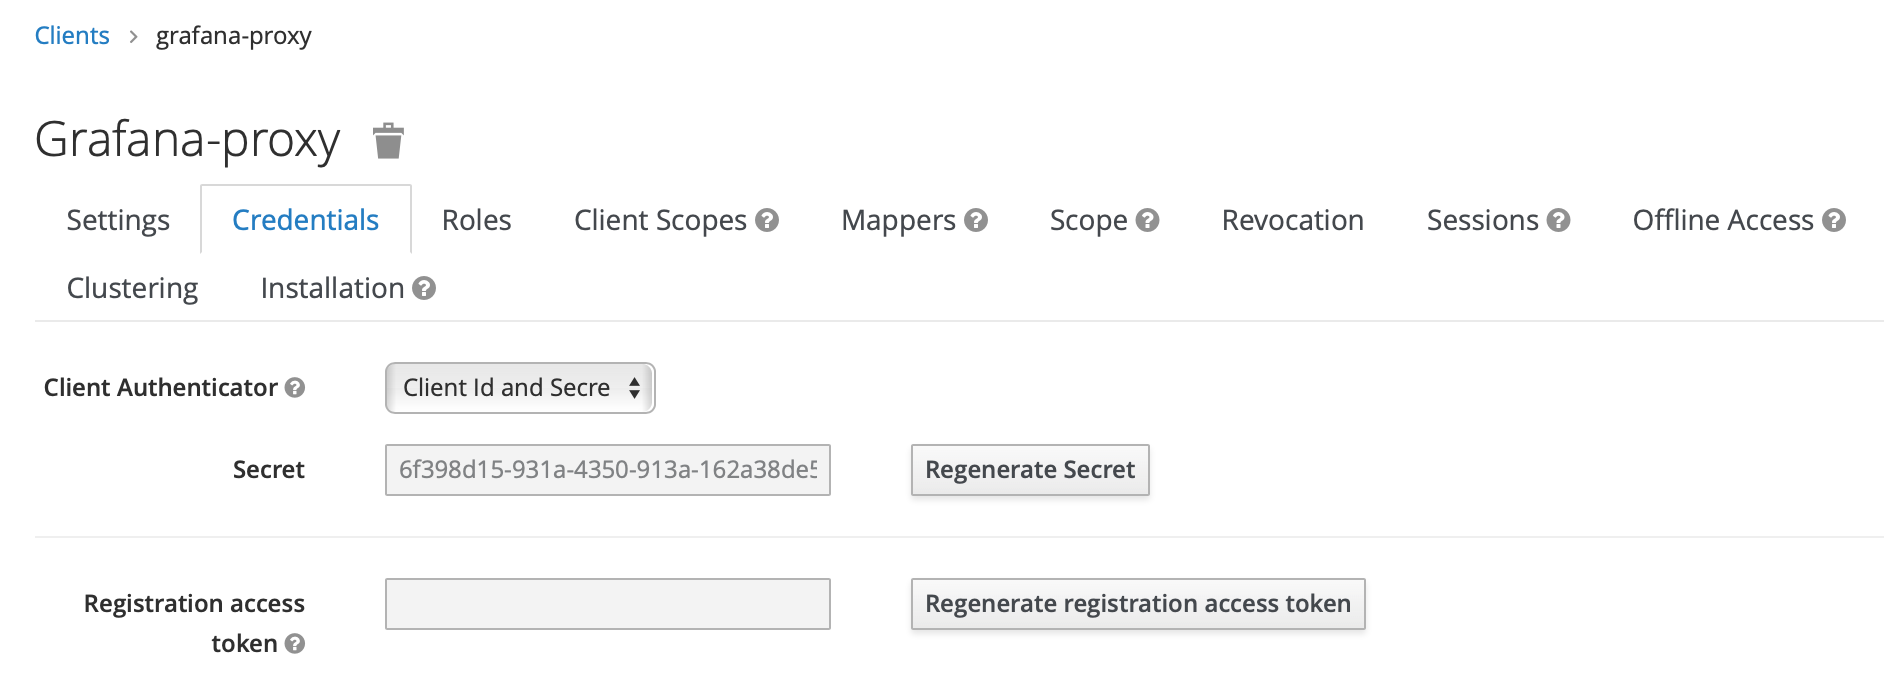 Clients > grafana-proxy
Grafana-proxy
Settings Credentials Roles Client Scopes ? Mappers ? Scope ? Revocation Sessions ? Offline Access ?
Clustering Installation ?
Client Authenticator ? Client Id and Secre
Secret 6f398d15-931a-4350-913a-162a38de5 Regenerate Secret
Registration access Regenerate registration access token
token ?